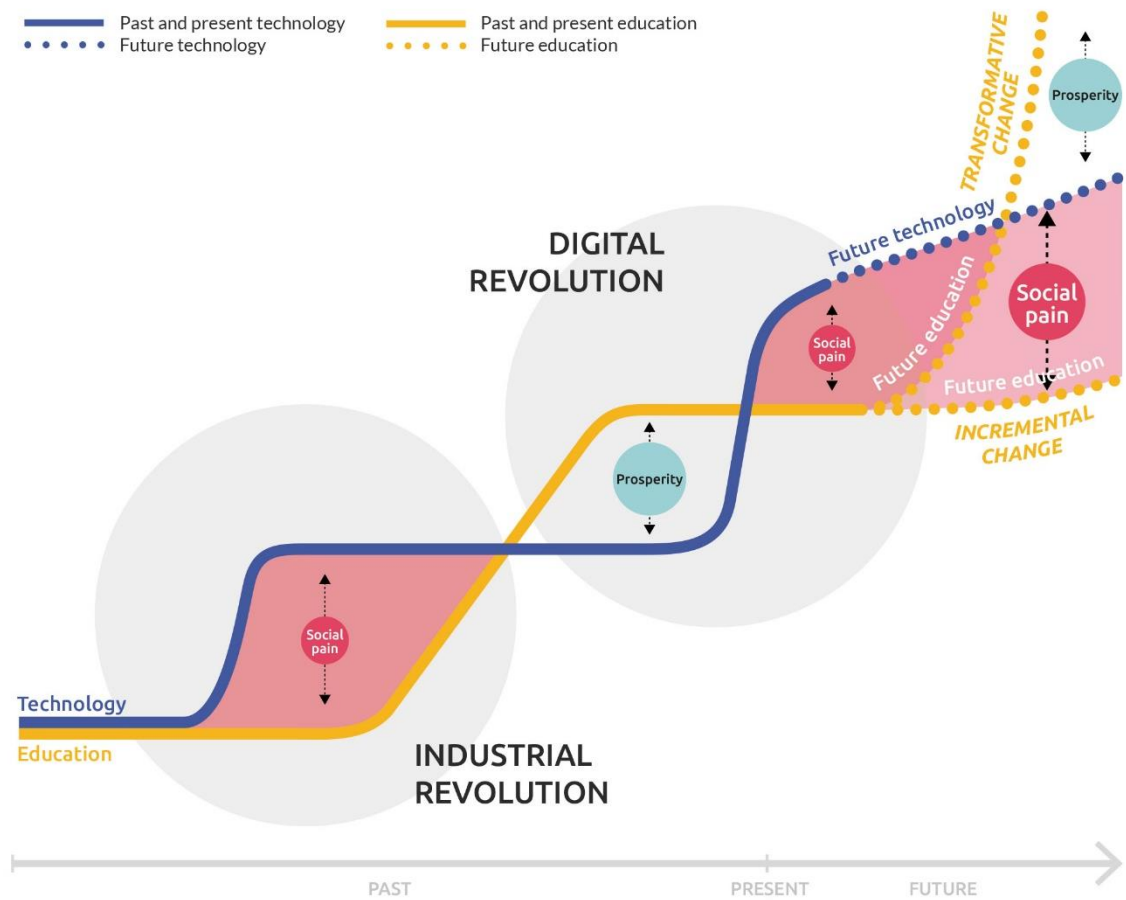 Past and present technology
Future technology
Past and present education
Future education
TRANSFORMATIVE
CHANGE
Prosperity
DIGITAL
REVOLUTION
Future technology
Social
pain
Future education
Social
pain
Future education
INCREMENTAL
CHANGE
Prosperity
Social
pain
Technology
Education
INDUSTRIAL
REVOLUTION
PAST
PRESENT
FUTURE